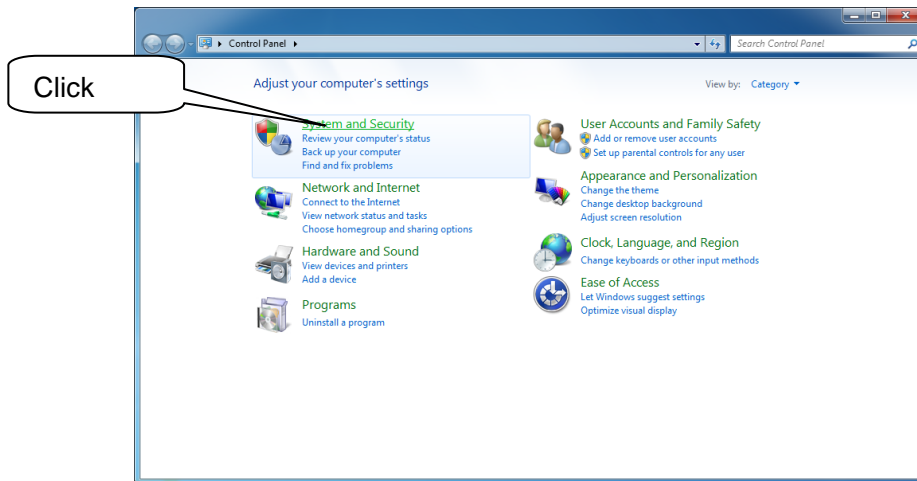 Control Panel
Search Control Panel
Click
Adjust your computer's settings
View by: Category
System and Security
Review your computer's status
Back up your computer
Find and fix problems
Network and Internet
Connect to the Internet
View network status and tasks
Choose homegroup and sharing options
Hardware and Sound
View devices and printers
Add a device
Programs
Uninstall a program
User Accounts and Family Safety
Add or remove user accounts
Set up parental controls for any user
Appearance and Personalization
Change the theme
Change desktop background
Adjust screen resolution
Clock, Language, and Region
Change keyboards or other input methods
Ease of Access
Let Windows suggest settings
Optimize visual display